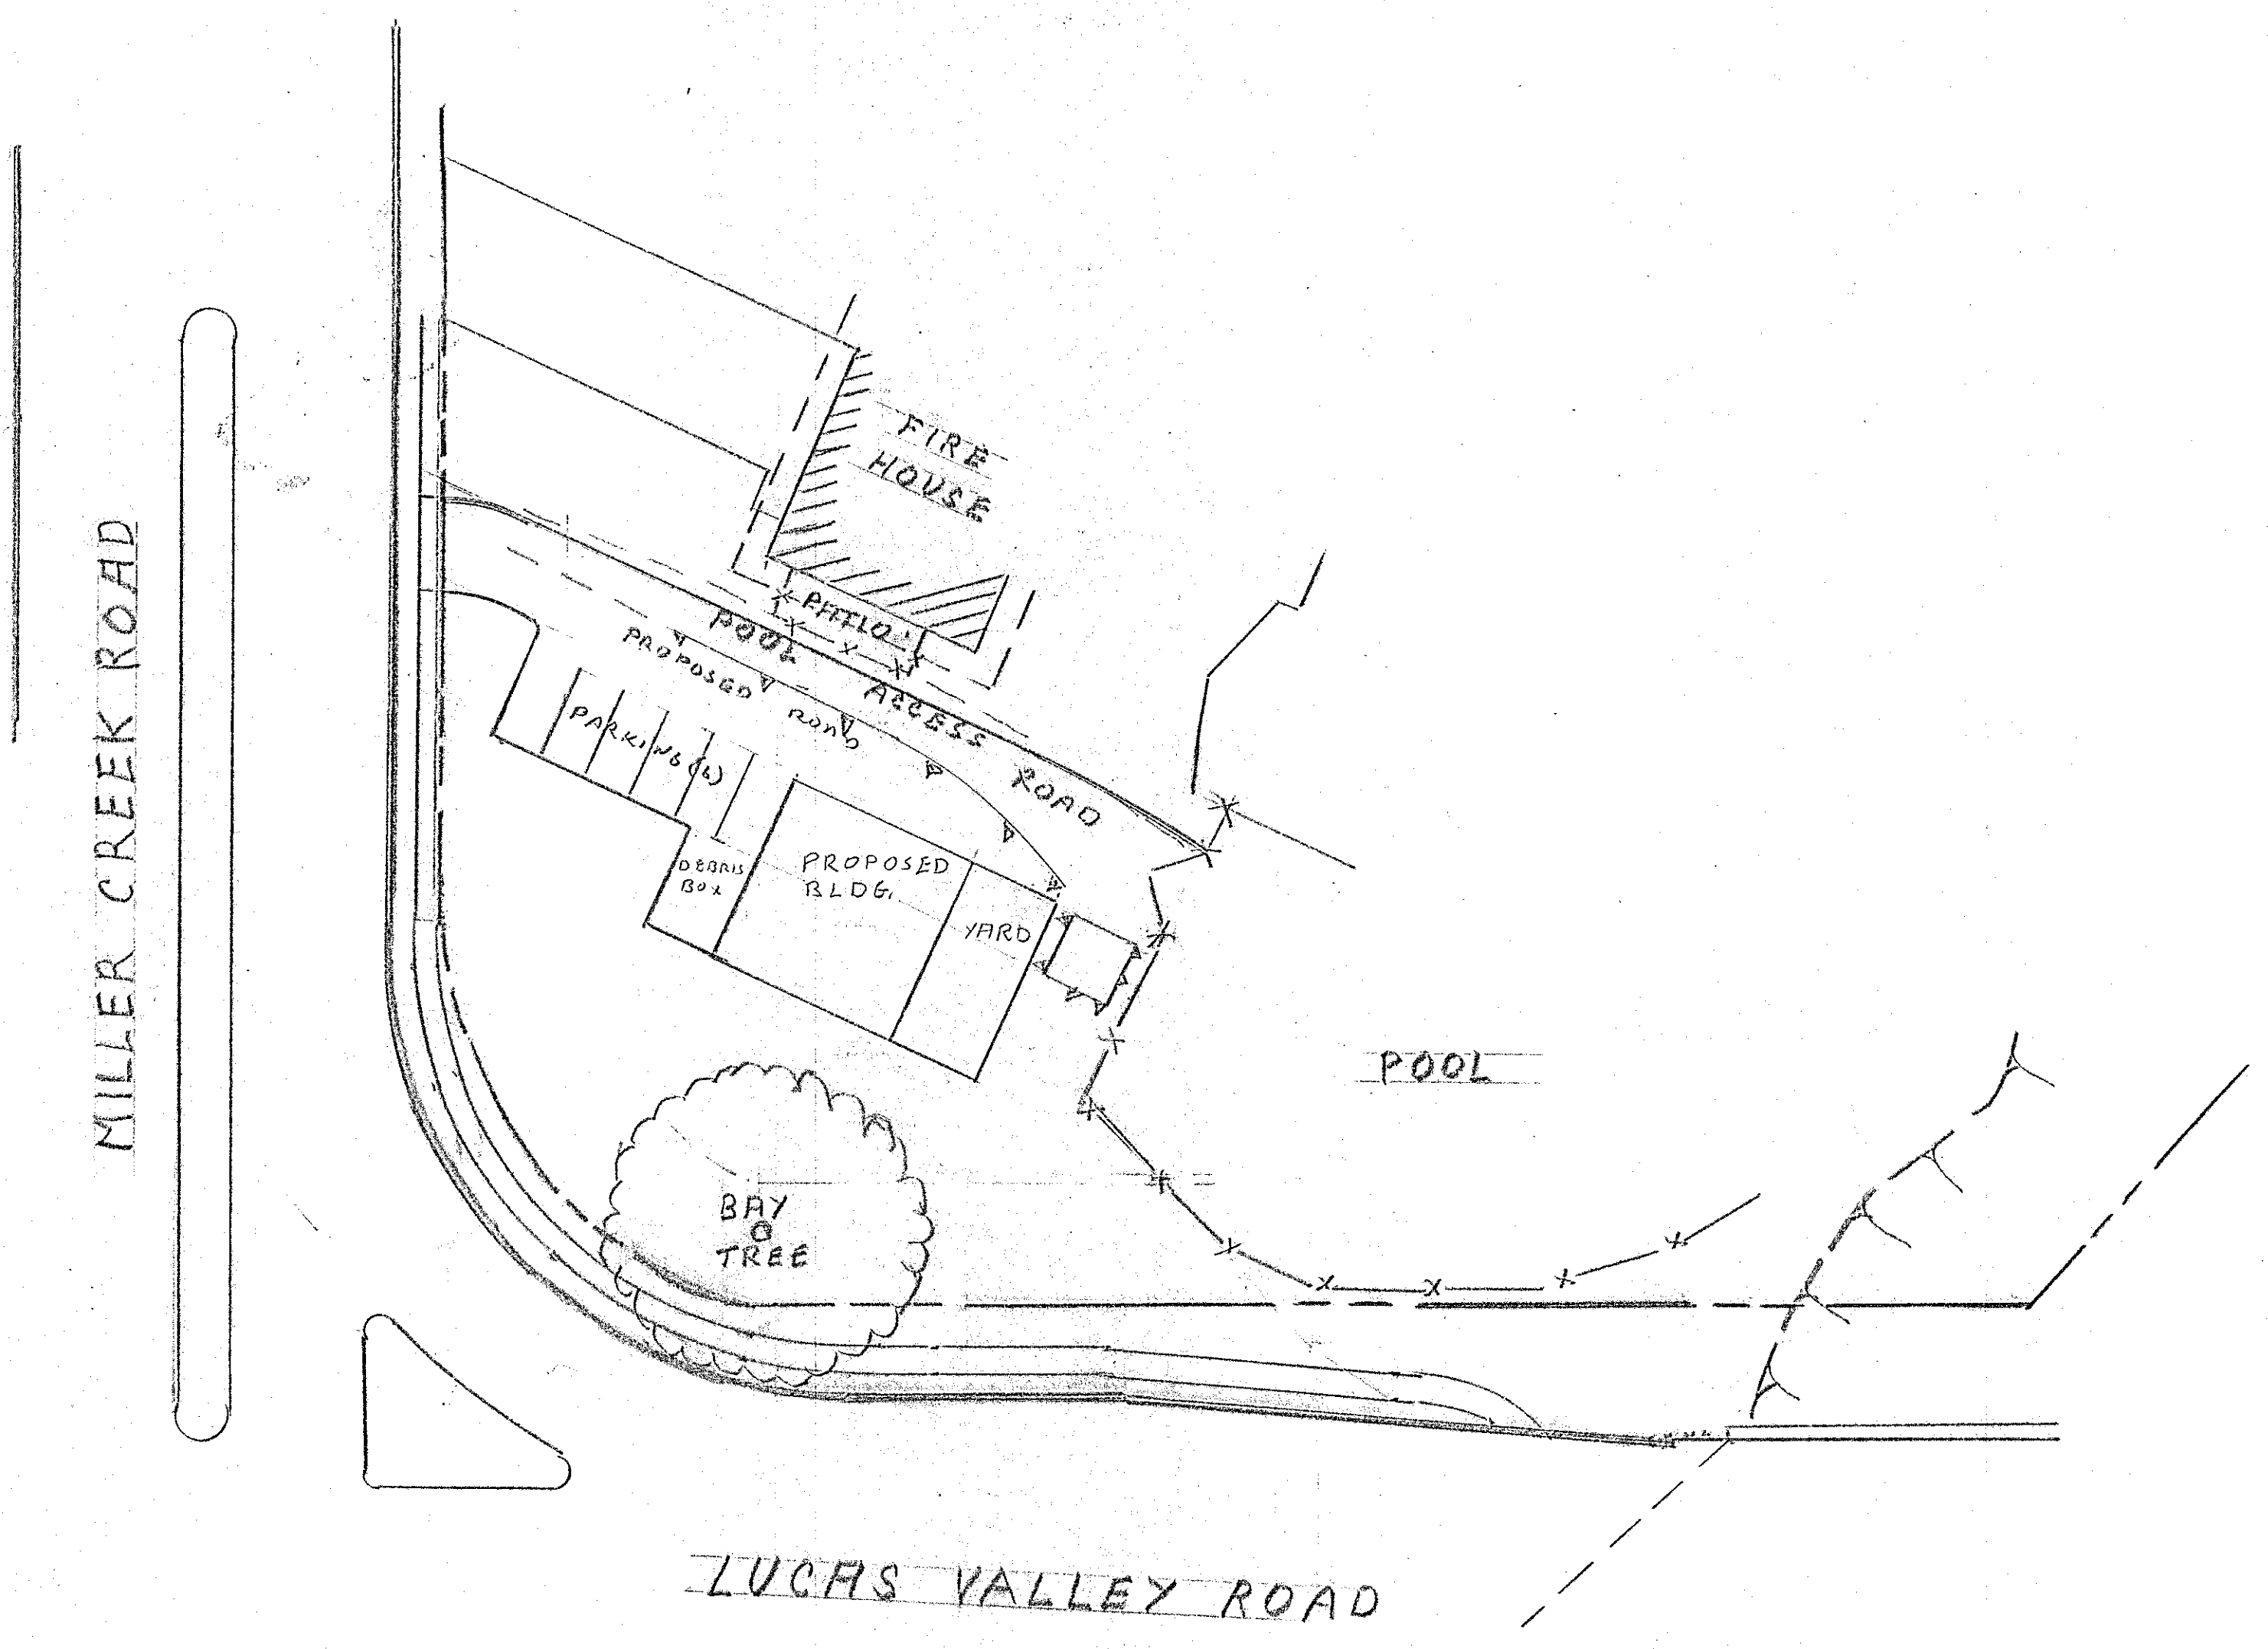 FIRE
HOUSE
PATIO
POOL ACCESS ROAD
PROPOSED ROAD
PARKING (6)
DEBRIS
BOX
PROPOSED
BLDG.
YARD
MILLER CREEK ROAD
POOL
BAY
TREE
LUCAS VALLEY ROAD